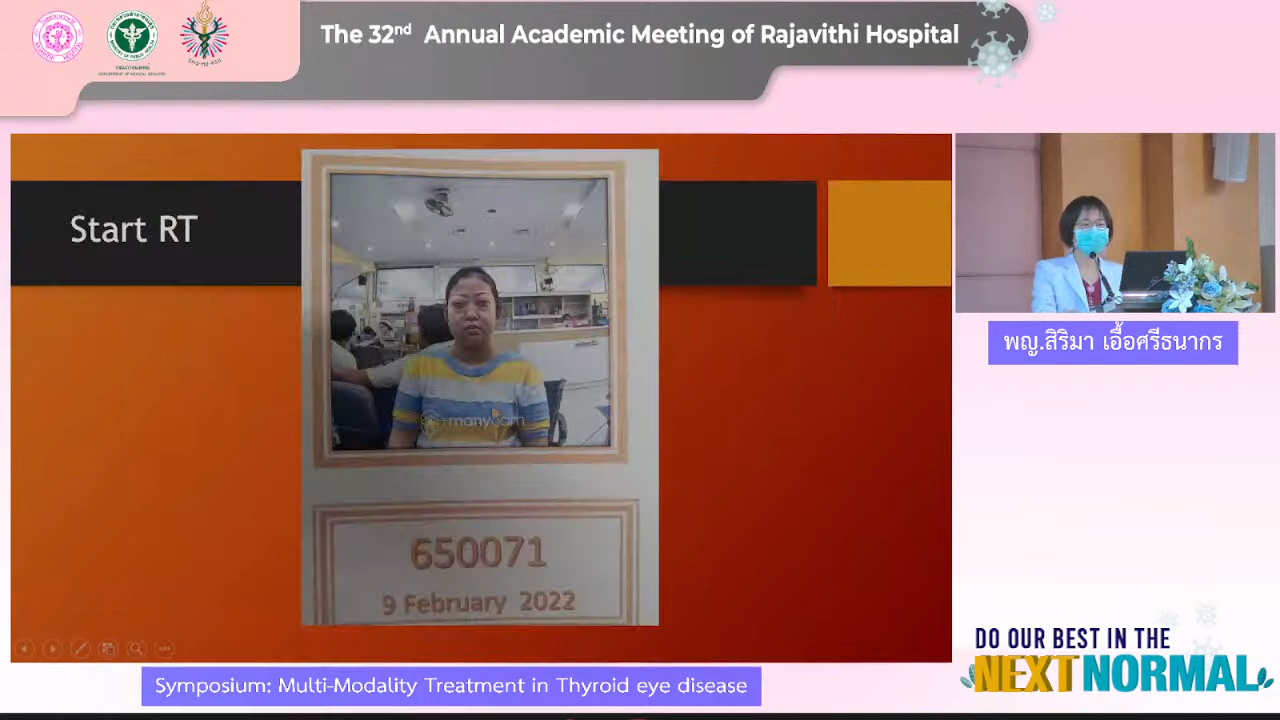 The 32nd Annual Academic Meeting of Rajavithi Hospital
Start RT
manycam
650071
9 February 2022
พญ.สิริมา เอื้อศรีธนากร
DO OUR BEST IN THE
NEXT NORMAL
Symposium: Multi-Modality Treatment in Thyroid eye disease